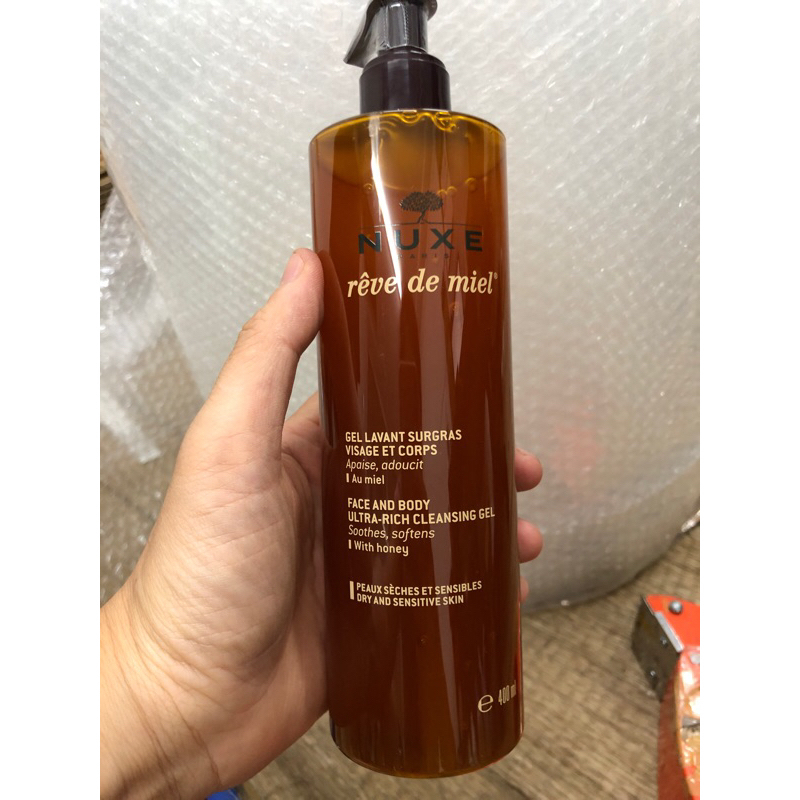 NUXE
PARIS
rêve de miel®
GEL LAVANT SURGRAS
VISAGE ET CORPS
Apaise, adoucit
Au miel
FACE AND BODY
ULTRA-RICH CLEANSING GEL
Soothes, softens
With honey
PEAUX SÈCHES ET SENSIBLES
DRY AND SENSITIVE SKIN
℮ 400 ml